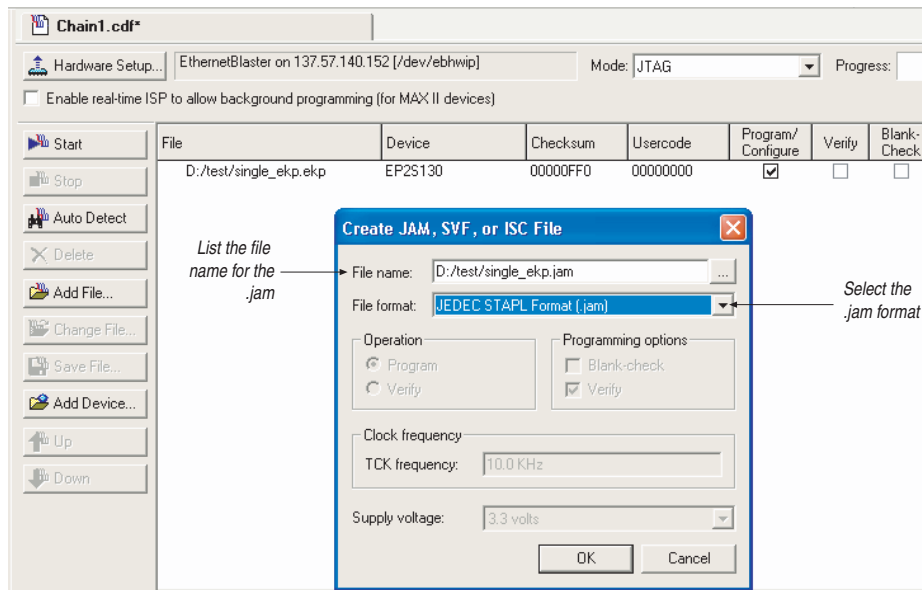 Chain1.cdf*
Hardware Setup... EthernetBlaster on 137.57.140.152 [/dev/ebhwip] Mode: JTAG Progress:
Enable real-time ISP to allow background programming (for MAX II devices)
Start
Stop
Auto Detect
Delete
Add File...
Change File...
Save File...
Add Device...
Up
Down
File Device Checksum Usercode Program/ Configure Verify Blank- Check
D:/test/single_ekp.ekp EP2S130 00000FF0 00000000
Create JAM, SVF, or ISC File
List the file
name for the
.jam
File name: D:/test/single_ekp.jam ...
File format: JEDEC STAPL Format (.jam)
Select the
.jam format
Operation
Program
Verify
Programming options
Blank-check
Verify
Clock frequency
TCK frequency: 10.0 KHz
Supply voltage: 3.3 volts
OK Cancel